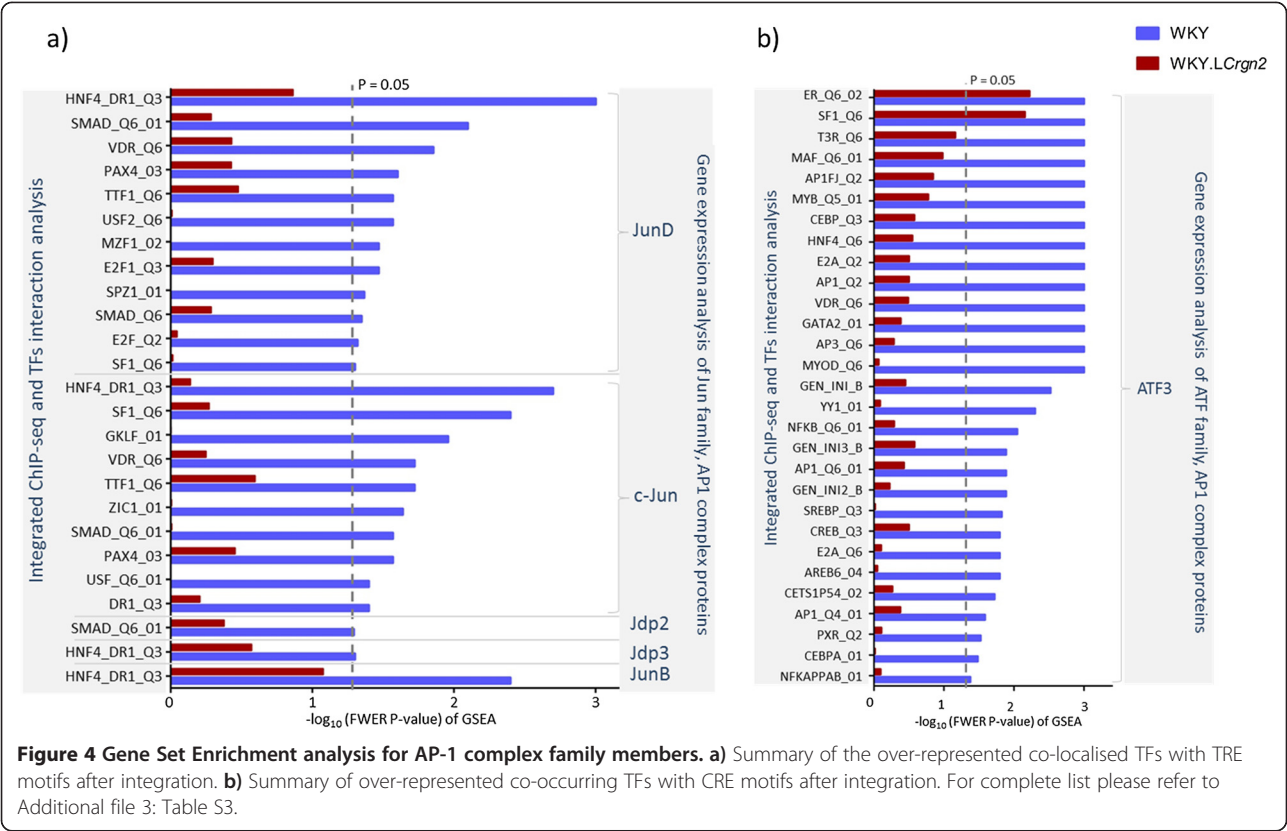 a)
b)
WKY
WKY.LCrgn2
P = 0.05
HNF4_DR1_Q3
SMAD_Q6_01
VDR_Q6
PAX4_03
TTF1_Q6
USF2_Q6
MZF1_02
E2F1_Q3
SPZ1_01
SMAD_Q6
E2F_Q2
SF1_Q6
HNF4_DR1_Q3
SF1_Q6
GKLF_01
VDR_Q6
TTF1_Q6
ZIC1_01
SMAD_Q6_01
PAX4_03
USF_Q6_01
DR1_Q3
SMAD_Q6_01
HNF4_DR1_Q3
HNF4_DR1_Q3
JunD
c-Jun
Jdp2
Jdp3
JunB
Integrated ChIP-seq and TFs interaction analysis
Gene expression analysis of Jun family, AP1 complex proteins
0 1 2 3
-log10 (FWER P-value) of GSEA
P = 0.05
ER_Q6_02
SF1_Q6
T3R_Q6
MAF_Q6_01
AP1FJ_Q2
MYB_Q5_01
CEBP_Q3
HNF4_Q6
E2A_Q2
AP1_Q2
VDR_Q6
GATA2_01
AP3_Q6
MYOD_Q6
GEN_INI_B
YY1_01
NFKB_Q6_01
GEN_INI3_B
AP1_Q6_01
GEN_INI2_B
SREBP_Q3
CREB_Q3
E2A_Q6
AREB6_04
CETS1P54_02
AP1_Q4_01
PXR_Q2
CEBPA_01
NFKAPPAB_01
ATF3
Integrated ChIP-seq and TFs interaction analysis
Gene expression analysis of ATF family, AP1 complex proteins
0 1 2 3
-log10 (FWER P-value) of GSEA
Figure 4 Gene Set Enrichment analysis for AP-1 complex family members. a) Summary of the over-represented co-localised TFs with TRE
motifs after integration. b) Summary of over-represented co-occurring TFs with CRE motifs after integration. For complete list please refer to
Additional file 3: Table S3.